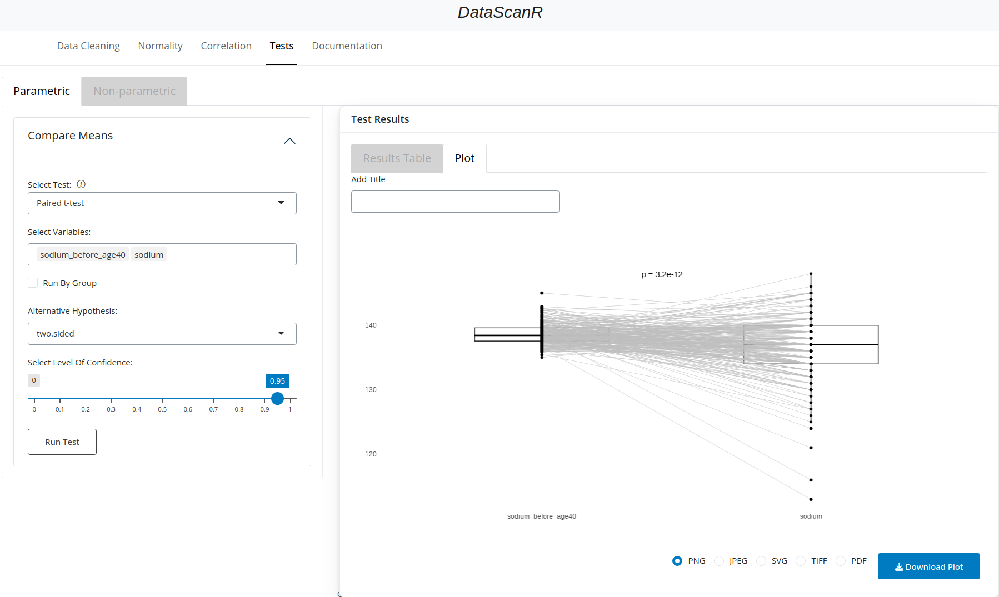 DataScanR
Data Cleaning Normality Correlation Tests Documentation
Parametric Non-parametric
Compare Means
Select Test:
Paired t-test
Select Variables:
sodium_before_age40 sodium
Run By Group
Alternative Hypothesis:
two.sided
Select Level Of Confidence:
0 0.95
0 0.1 0.2 0.3 0.4 0.5 0.6 0.7 0.8 0.9 1
Run Test
Test Results
Results Table Plot
Add Title
p = 3.2e-12
140
130
120
sodium_before_age40 sodium
PNG JPEG SVG TIFF PDF Download Plot